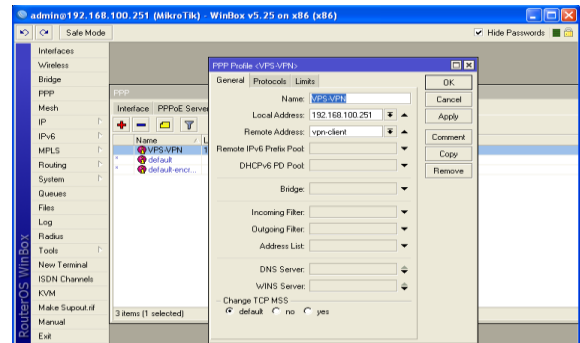 admin@192.168.100.251 (MikroTik) - WinBox v5.25 on x86 (x86)
Safe Mode
Hide Passwords
Interfaces
Wireless
Bridge
PPP
Mesh
IP
IPv6
MPLS
Routing
System
Queues
Files
Log
Radius
Tools
New Terminal
ISDN Channels
KVM
Make Supout.rif
Manual
Exit
RouterOS WinBox
PPP
Interface PPPoE Server
Name
VPS-VPN
* default
* default-encr...
3 items (1 selected)
PPP Profile <VPS-VPN>
General Protocols Limits
Name: VPS-VPN
Local Address: 192.168.100.251
Remote Address: vpn-client
Remote IPv6 Prefix Pool:
DHCPv6 PD Pool:
Bridge:
Incoming Filter:
Outgoing Filter:
Address List:
DNS Server:
WINS Server:
Change TCP MSS
default no yes
OK
Cancel
Apply
Comment
Copy
Remove